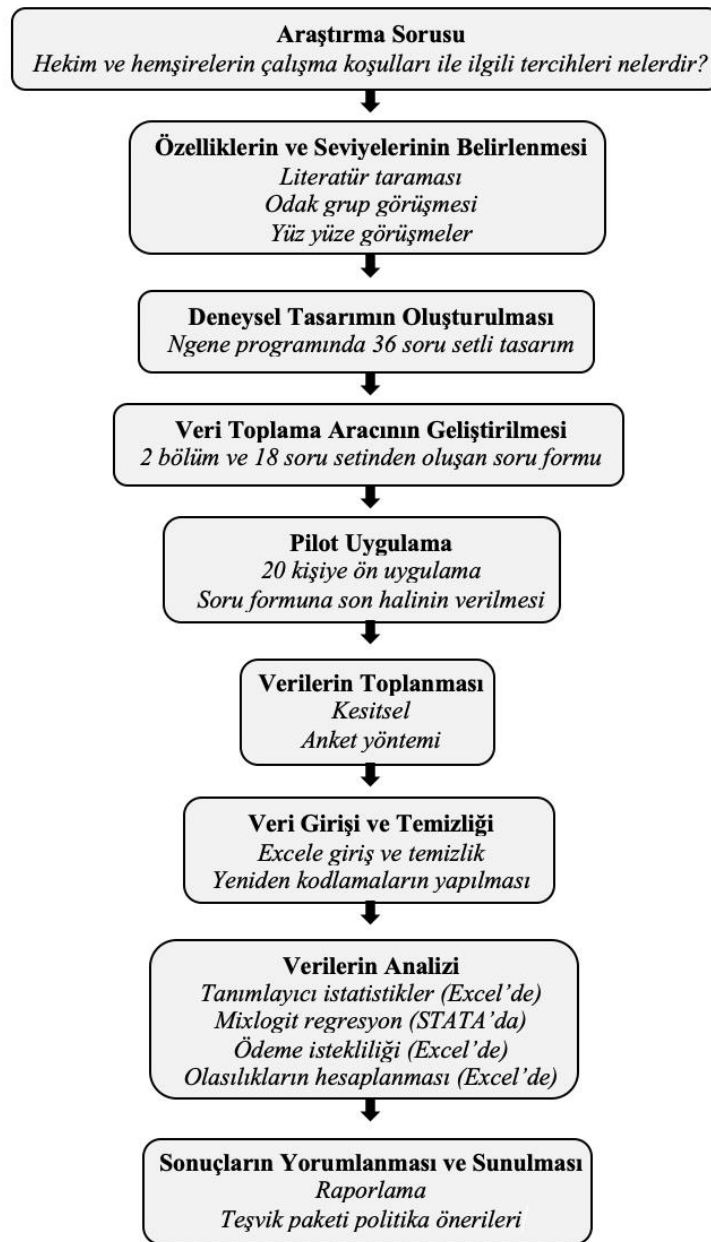 Araştırma Sorusu
Hekim ve hemşirelerin çalışma koşulları ile ilgili tercihleri nelerdir?
Özelliklerin ve Seviyelerinin Belirlenmesi
Literatür taraması
Odak grup görüşmesi
Yüz yüze görüşmeler
Deneysel Tasarımın Oluşturulması
Ngene programında 36 soru setli tasarım
Veri Toplama Aracının Geliştirilmesi
2 bölüm ve 18 soru setinden oluşan soru formu
Pilot Uygulama
20 kişiye ön uygulama
Soru formuna son halinin verilmesi
Verilerin Toplanması
Kesitsel
Anket yöntemi
Veri Girişi ve Temizliği
Excele giriş ve temizlik
Yeniden kodlamaların yapılması
Verilerin Analizi
Tanımlayıcı istatistikler (Excel’de)
Mixlogit regresyon (STATA’da)
Ödeme istekliliği (Excel’de)
Olasılıkların hesaplanması (Excel’de)
Sonuçların Yorumlanması ve Sunulması
Raporlama
Teşvik paketi politika önerileri